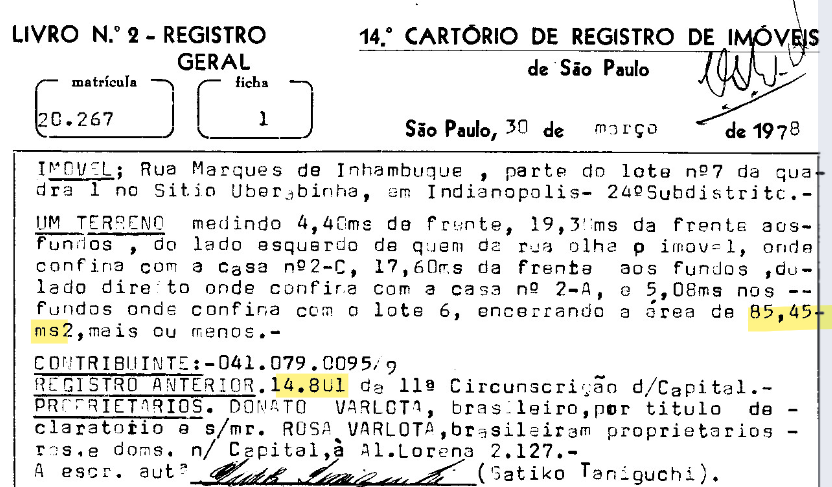 LIVRO N.º 2 - REGISTRO GERAL
14.º CARTÓRIO DE REGISTRO DE IMÓVEIS
de São Paulo
matrícula
20.267
ficha
1
São Paulo, 30 de março de 1978
IMOVEL; Rua Marques de Inhambuque , parte do lote nº7 da qua-
dra 1 no Sitio Uberabinha, em Indianopolis- 24ºSubdistrito.-
UM TERRENO medindo 4,40ms de frente, 19,3 ms da frente aos-
fundos , do lado esquerdo de quem da rua olha o imovel, onde
confina com a casa nº2-C, 17,60ms da frente aos fundos ,do-
lado direito onde confira com a casa nº 2-A, e 5,08ms nos --
fundos onde confina com o lote 6, encerrando a área de 85,45-
ms2,mais ou menos.-
CONTRIBUINTE:-041.079.0095/9
REGISTRO ANTERIOR.14.801 da 11ª Circunscrição d/Capital.-
PROPRIETARIOS. DONATO VARLOTA, brasileiro,por titulo de -
claratorio e s/mr. ROSA VARLOTA,brasileiram proprietarios -
res.e doms. n/ Capital,à Al.Lorena 2.127.-
A escr. autª (Satiko Taniguchi).